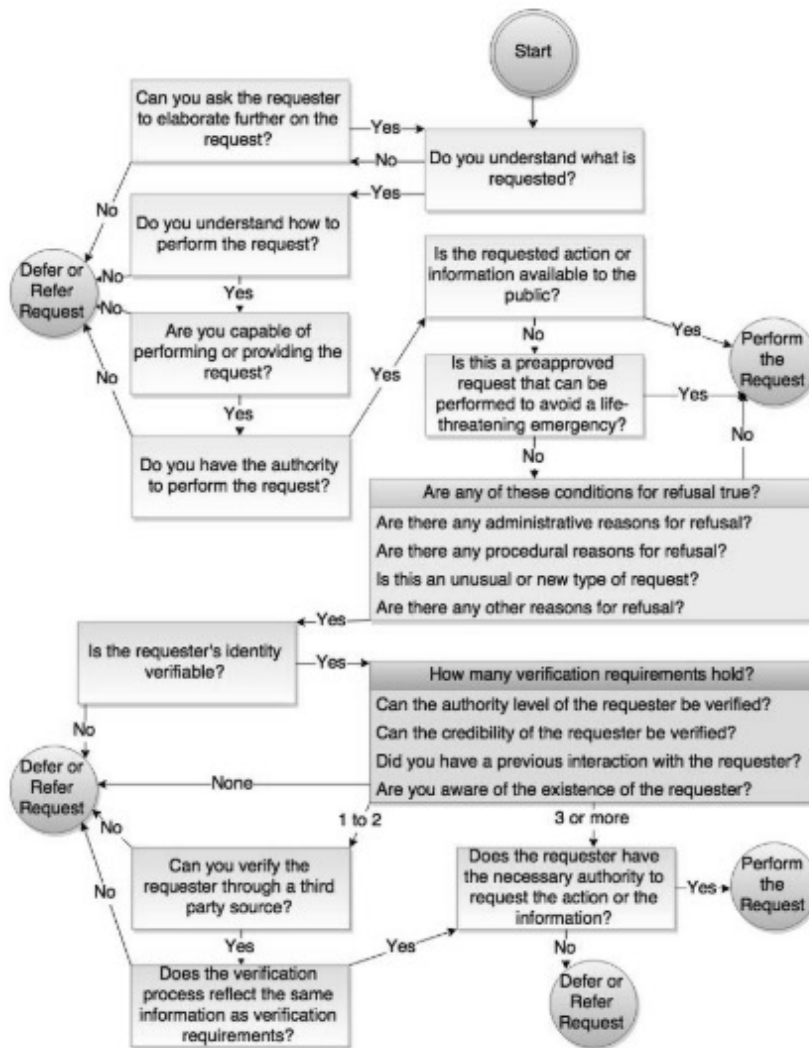 Start
Can you ask the requester
to elaborate further on the
request?
Yes
No
Do you understand what is
requested?
Yes
No
Do you understand how to
perform the request?
Is the requested action or
information available to the
public?
Defer or
Refer
Request
No
Yes
No
Are you capable of
performing or providing the
request?
No
Yes
Yes
No
Yes
Perform
the
Request
Is this a preapproved
request that can be
performed to avoid a life-
threatening emergency?
Yes
No
No
Do you have the authority
to perform the request?
Are any of these conditions for refusal true?
Are there any administrative reasons for refusal?
Are there any procedural reasons for refusal?
Is this an unusual or new type of request?
Are there any other reasons for refusal?
Yes
Is the requester's identity
verifiable?
Yes
How many verification requirements hold?
Can the authority level of the requester be verified?
Can the credibility of the requester be verified?
Did you have a previous interaction with the requester?
Are you aware of the existence of the requester?
No
Defer or
Refer
Request
None
1 to 2
3 or more
No
Can you verify the
requester through a third
party source?
Does the requester have
the necessary authority to
request the action or the
information?
Yes
Perform
the
Request
No
Yes
Yes
No
Does the verification
process reflect the same
information as verification
requirements?
Defer or
Refer
Request